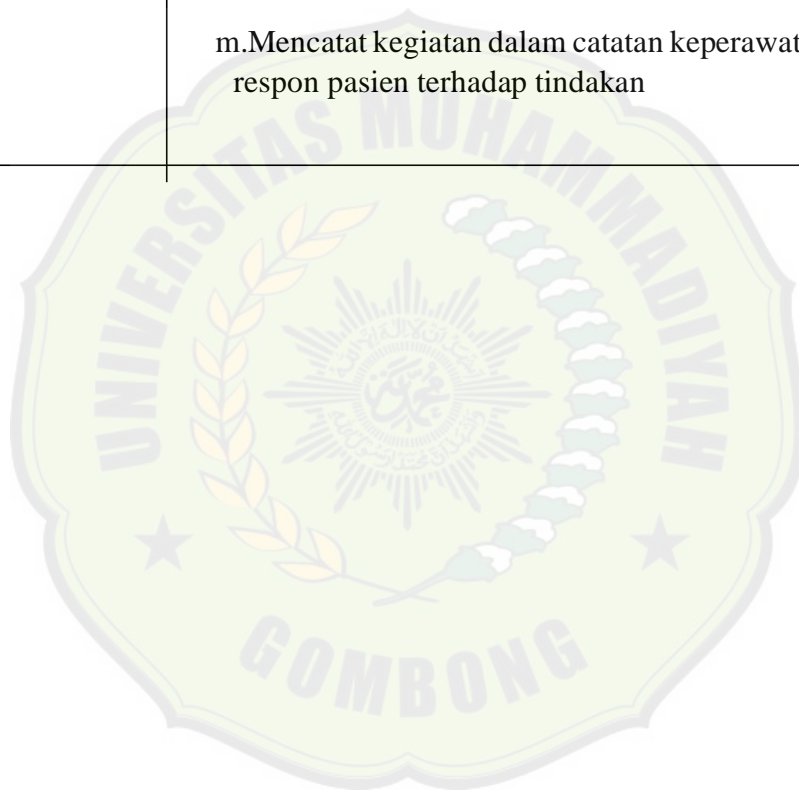 m.Mencatat kegiatan dalam catatan keperawat
respon pasien terhadap tindakan
UNIVERSITAS MUHAMMADIYAH
GOMBONG